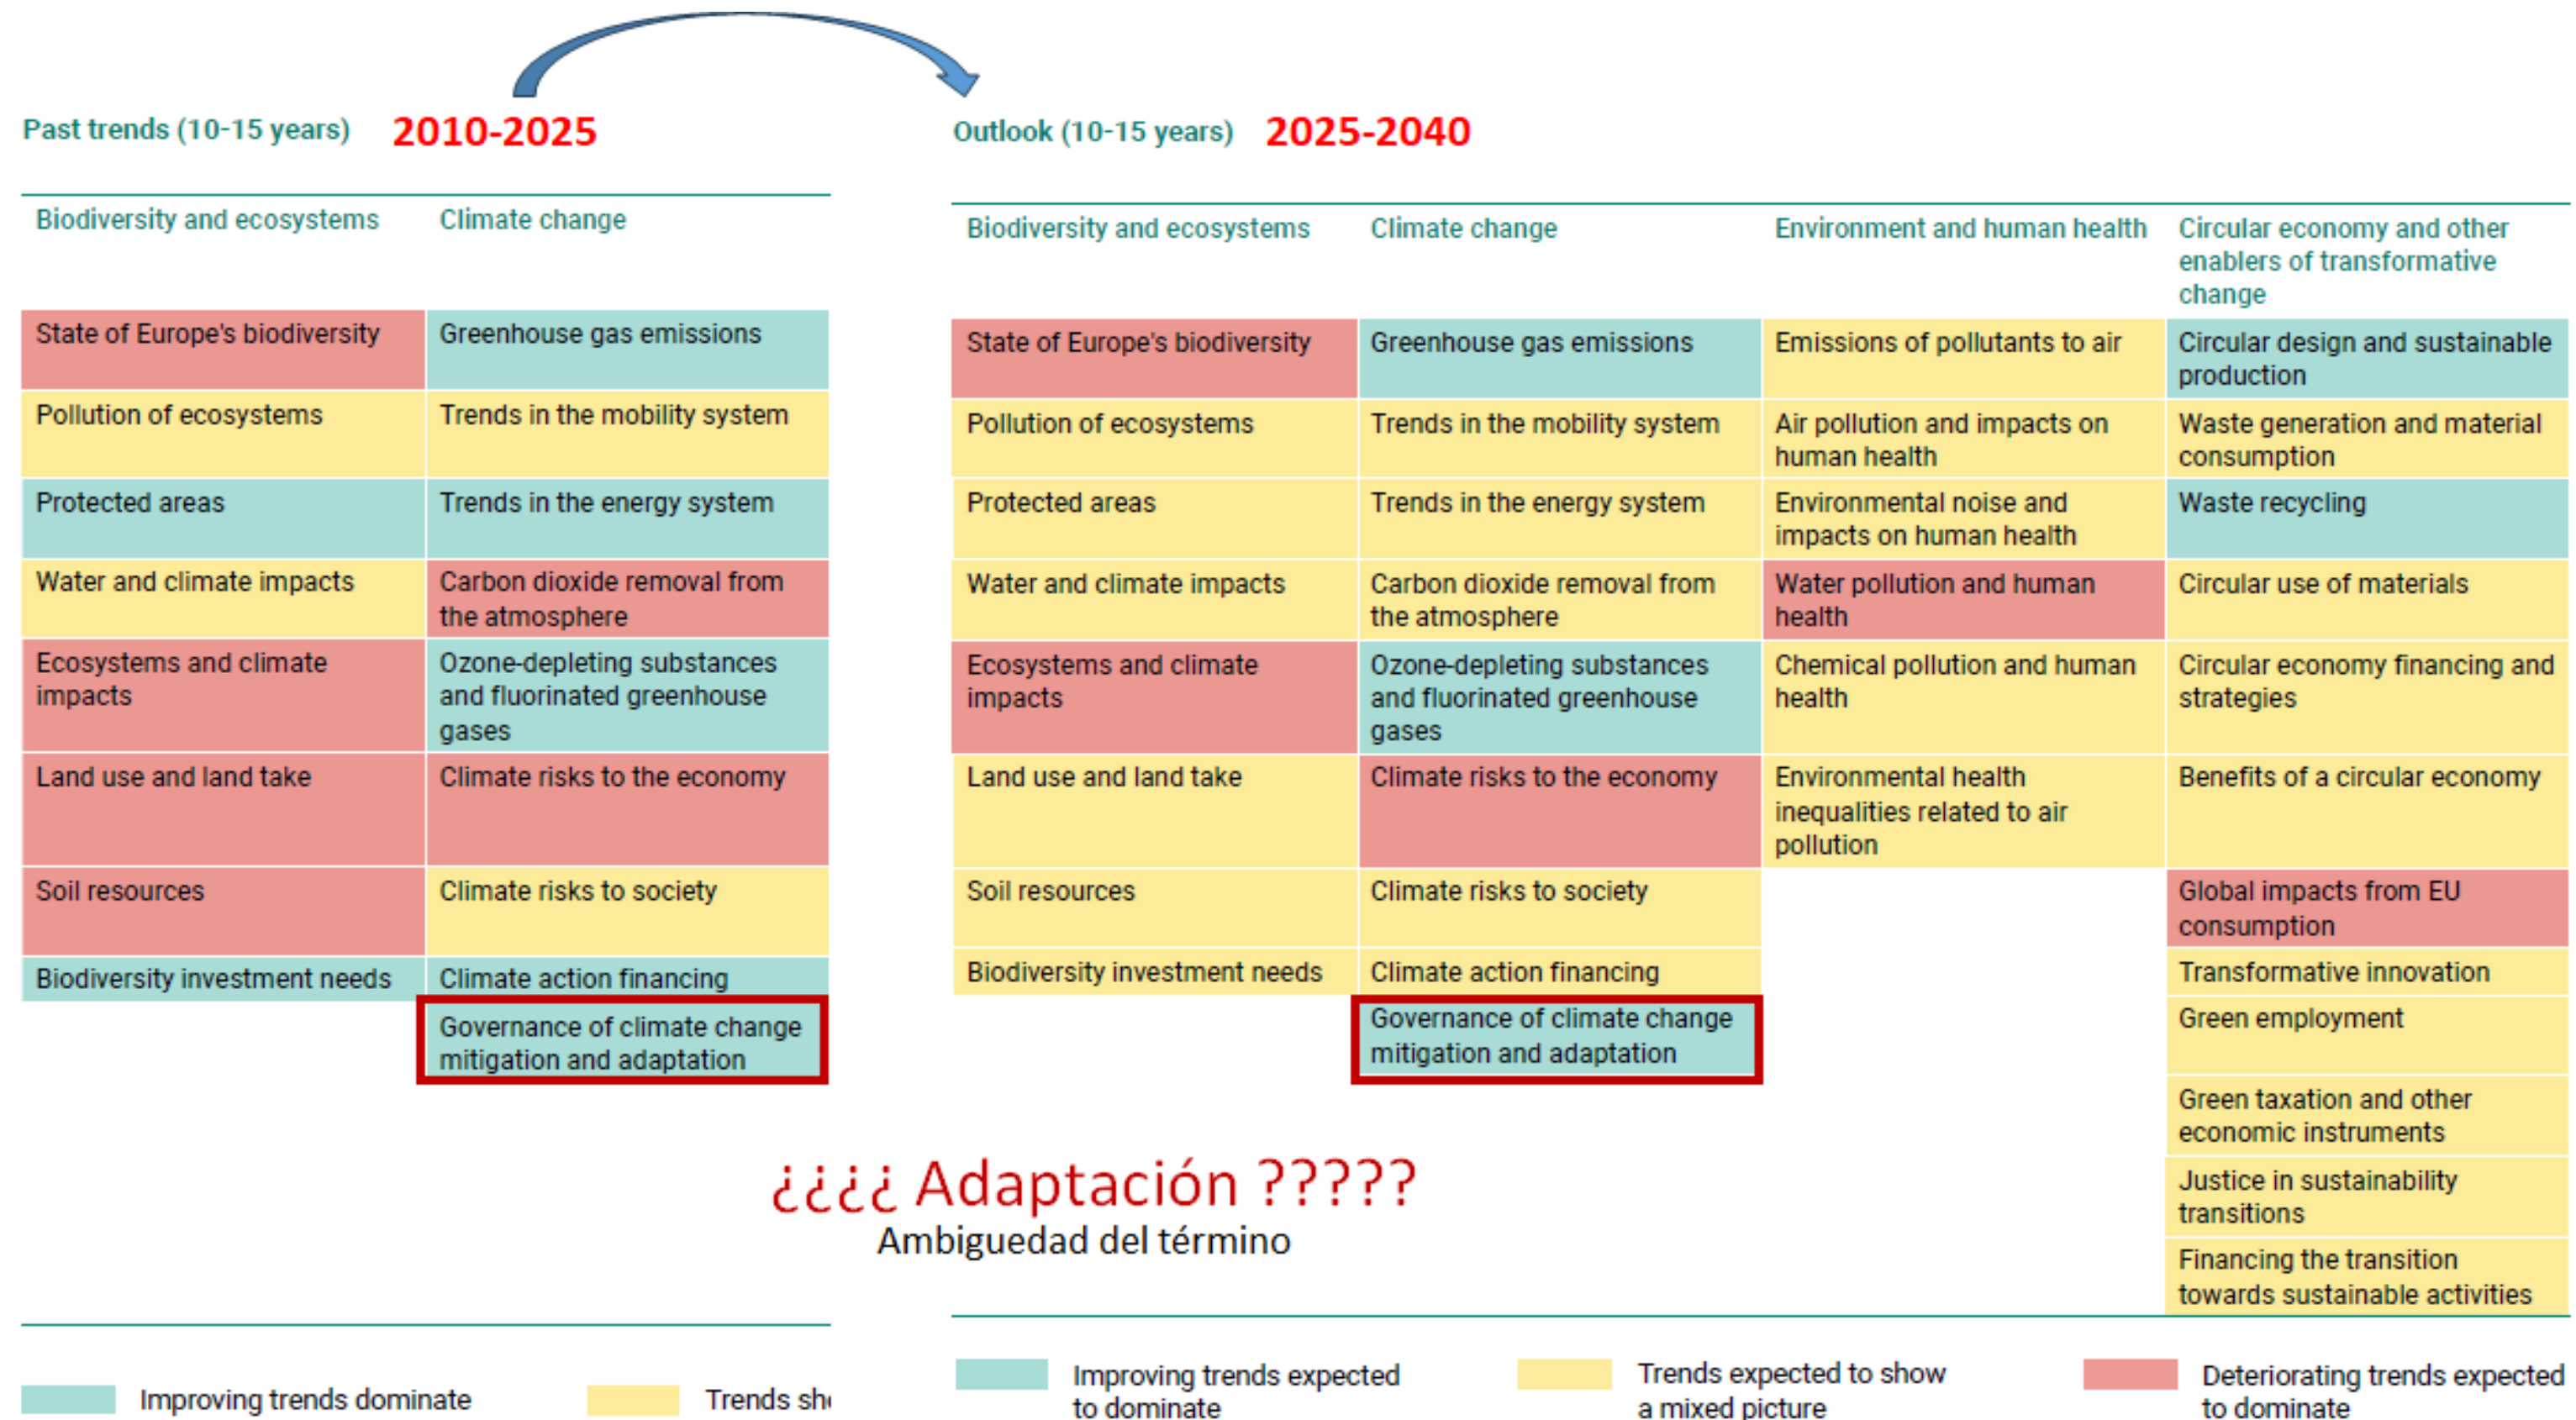 Past trends (10-15 years) 2010-2025
Biodiversity and ecosystems
Climate change
State of Europe's biodiversity
Greenhouse gas emissions
Pollution of ecosystems
Trends in the mobility system
Protected areas
Trends in the energy system
Water and climate impacts
Carbon dioxide removal from
the atmosphere
Ecosystems and climate
impacts
Ozone-depleting substances
and fluorinated greenhouse
gases
Land use and land take
Climate risks to the economy
Soil resources
Climate risks to society
Biodiversity investment needs
Climate action financing
Governance of climate change
mitigation and adaptation
Improving trends dominate
Trends
Outlook (10-15 years) 2025-2040
Biodiversity and ecosystems
Climate change
Environment and human health
Circular economy and other
enablers of transformative
change
State of Europe's biodiversity
Greenhouse gas emissions
Emissions of pollutants to air
Circular design and sustainable
production
Pollution of ecosystems
Trends in the mobility system
Air pollution and impacts on
human health
Waste generation and material
consumption
Protected areas
Trends in the energy system
Environmental noise and
impacts on human health
Waste recycling
Water and climate impacts
Carbon dioxide removal from
the atmosphere
Water pollution and human
health
Circular use of materials
Ecosystems and climate
impacts
Ozone-depleting substances
and fluorinated greenhouse
gases
Chemical pollution and human
health
Circular economy financing and
strategies
Land use and land take
Climate risks to the economy
Environmental health
inequalities related to air
pollution
Benefits of a circular economy
Soil resources
Climate risks to society
Global impacts from EU
consumption
Biodiversity investment needs
Climate action financing
Transformative innovation
Governance of climate change
mitigation and adaptation
Green employment
Green taxation and other
economic instruments
Justice in sustainability
transitions
Financing the transition
towards sustainable activities
¿¿¿¿ Adaptación ?????
Ambiguedad del término
Improving trends expected
to dominate
Trends expected to show
a mixed picture
Deteriorating trends expected
to dominate